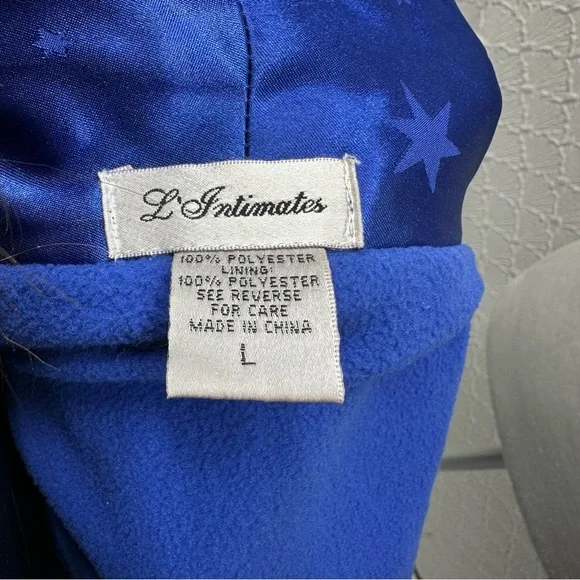 L'Intimates
100% POLYESTER
LINING:
100% POLYESTER
SEE REVERSE
FOR CARE
MADE IN CHINA
L